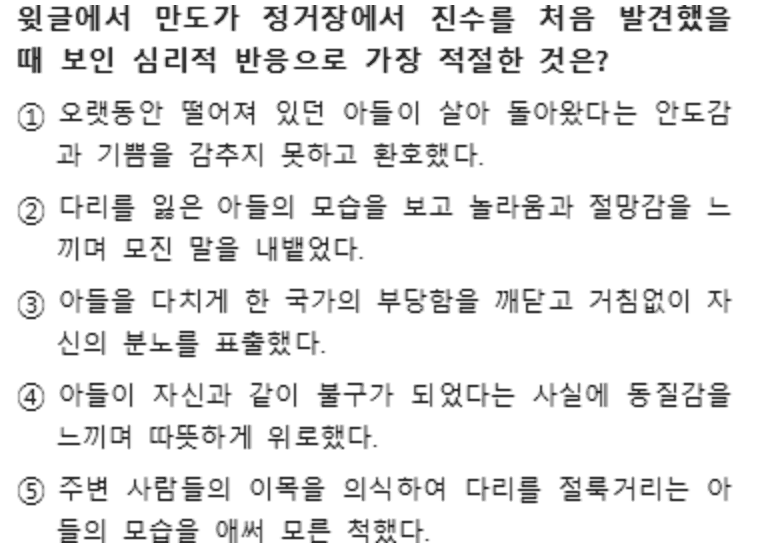 윗글에서 만도가 정거장에서 진수를 처음 발견했을
때 보인 심리적 반응으로 가장 적절한 것은?
① 오랫동안 떨어져 있던 아들이 살아 돌아왔다는 안도감
과 기쁨을 감추지 못하고 환호했다.
② 다리를 잃은 아들의 모습을 보고 놀라움과 절망감을 느
끼며 모진 말을 내뱉었다.
③ 아들을 다치게 한 국가의 부당함을 깨닫고 거침없이 자
신의 분노를 표출했다.
④ 아들이 자신과 같이 불구가 되었다는 사실에 동질감을
느끼며 따뜻하게 위로했다.
⑤ 주변 사람들의 이목을 의식하여 다리를 절룩거리는 아
들의 모습을 애써 모른 척했다.